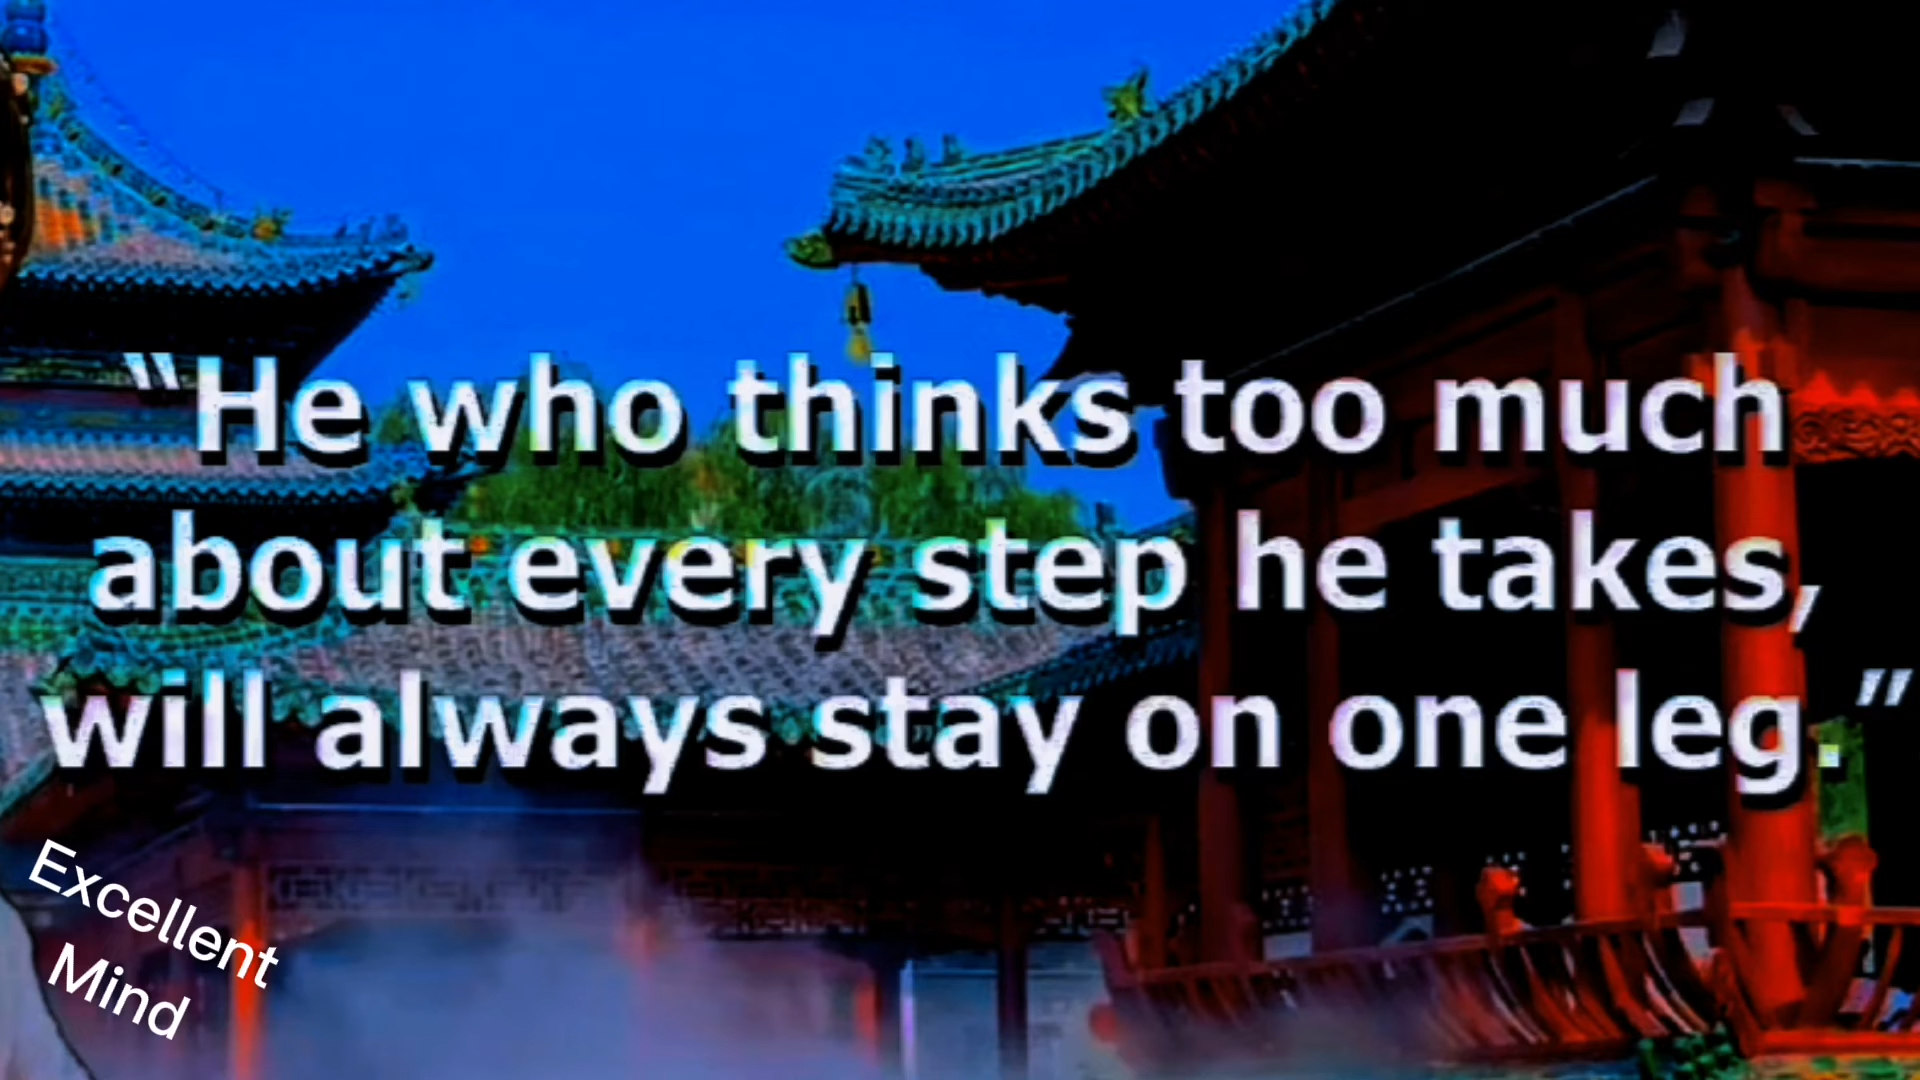 “He who thinks too much
about every step he takes,
will always stay on one leg.”
Excellent
Mind